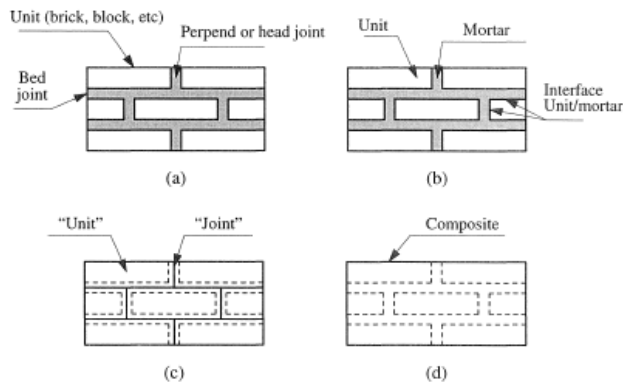 Unit (brick, block, etc)
Perpend or head joint
Bed
joint
(a)
Unit
Mortar
Interface
Unit/mortar
(b)
“Unit”
“Joint”
(c)
Composite
(d)